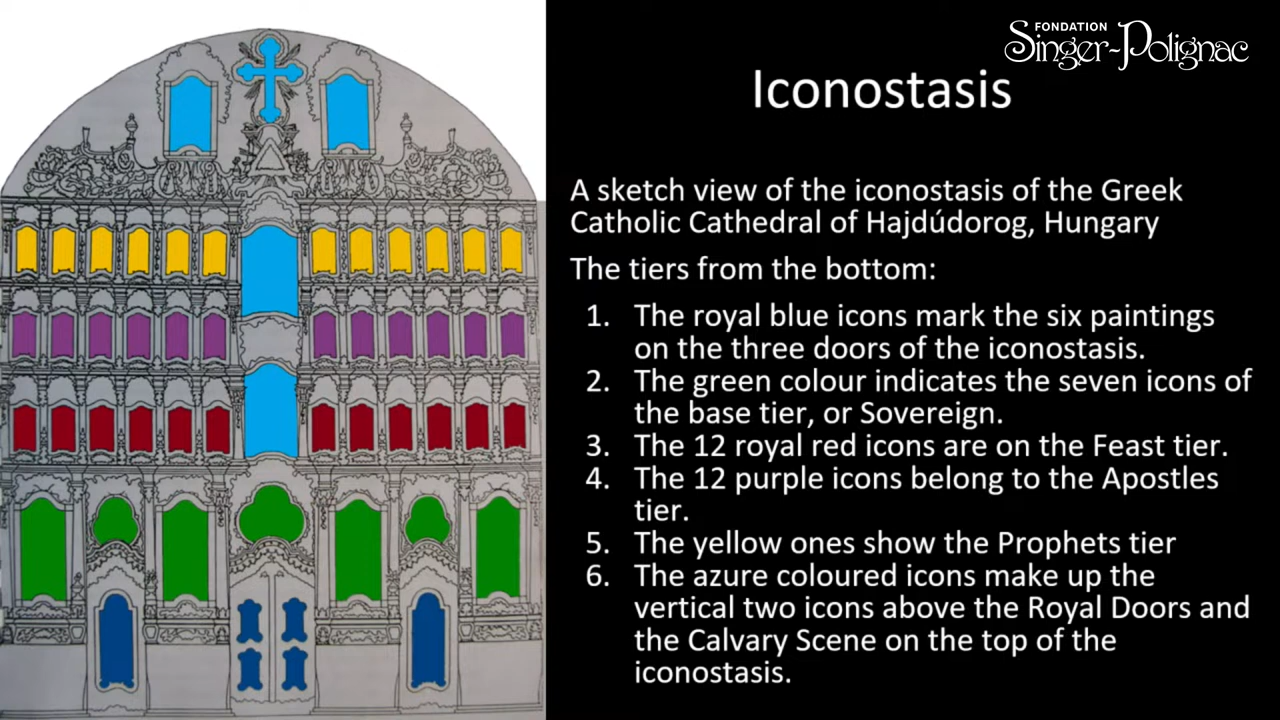 FONDATION
Singer-Polignac
Iconostasis
A sketch view of the iconostasis of the Greek
Catholic Cathedral of Hajdúdorog, Hungary
The tiers from the bottom:
1. The royal blue icons mark the six paintings
on the three doors of the iconostasis.
2. The green colour indicates the seven icons of
the base tier, or Sovereign.
3. The 12 royal red icons are on the Feast tier.
4. The 12 purple icons belong to the Apostles
tier.
5. The yellow ones show the Prophets tier
6. The azure coloured icons make up the
vertical two icons above the Royal Doors and
the Calvary Scene on the top of the
iconostasis.